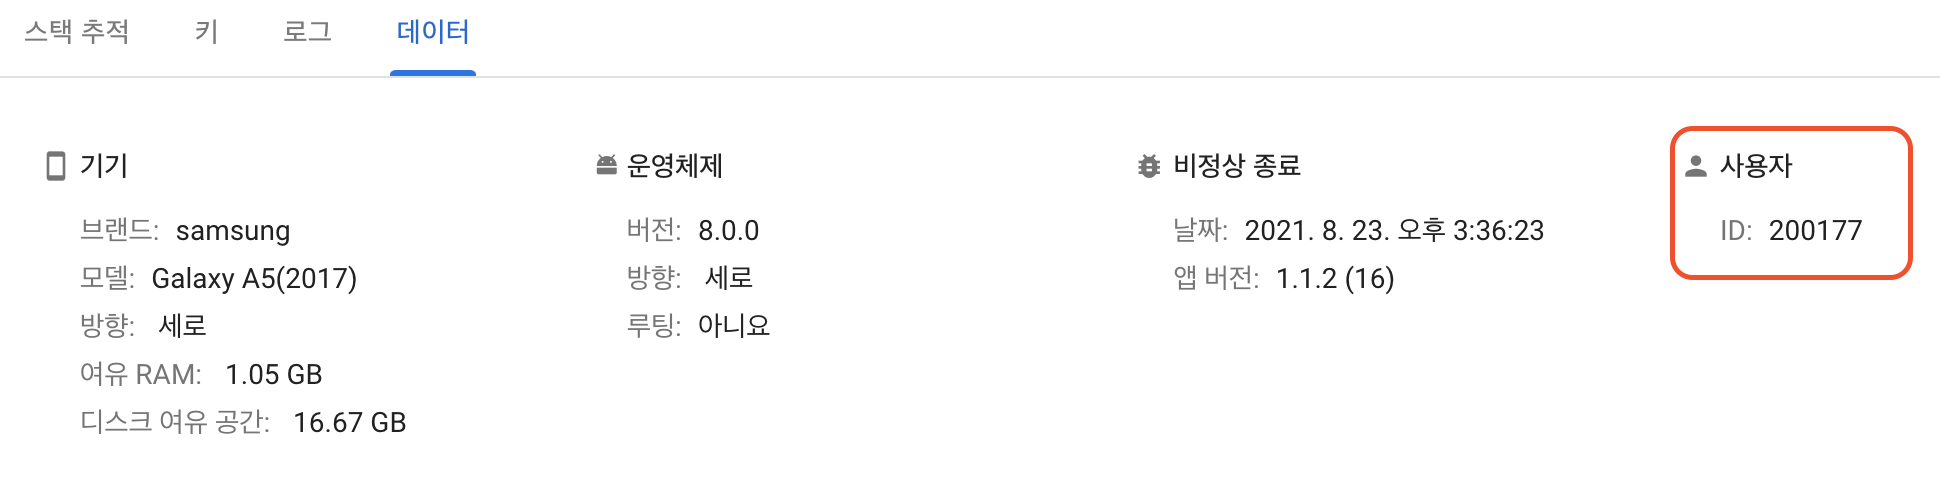 스택 추적 키 로그 데이터
기기
브랜드: samsung
모델: Galaxy A5(2017)
방향: 세로
여유 RAM: 1.05 GB
디스크 여유 공간: 16.67 GB
운영체제
버전: 8.0.0
방향: 세로
루팅: 아니요
비정상 종료
날짜: 2021. 8. 23. 오후 3:36:23
앱 버전: 1.1.2 (16)
사용자
ID: 200177